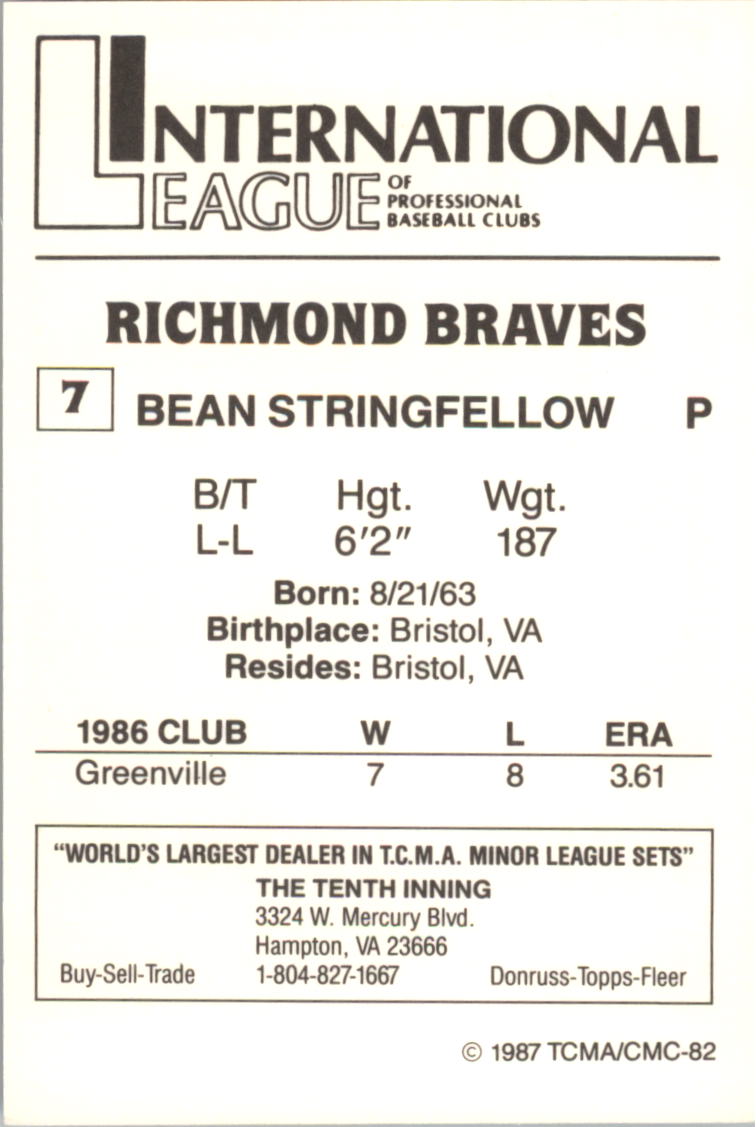 INTERNATIONAL
LEAGUE OF
PROFESSIONAL
BASEBALL CLUBS
RICHMOND BRAVES
7 BEAN STRINGFELLOW P
B/T Hgt. Wgt.
L-L 6'2" 187
Born: 8/21/63
Birthplace: Bristol, VA
Resides: Bristol, VA
1986 CLUB W L ERA
Greenville 7 8 3.61
"WORLD'S LARGEST DEALER IN T.C.M.A. MINOR LEAGUE SETS"
THE TENTH INNING
3324 W. Mercury Blvd.
Hampton, VA 23666
Buy-Sell-Trade 1-804-827-1667 Donruss-Topps-Fleer
© 1987 TCMA/CMC-82